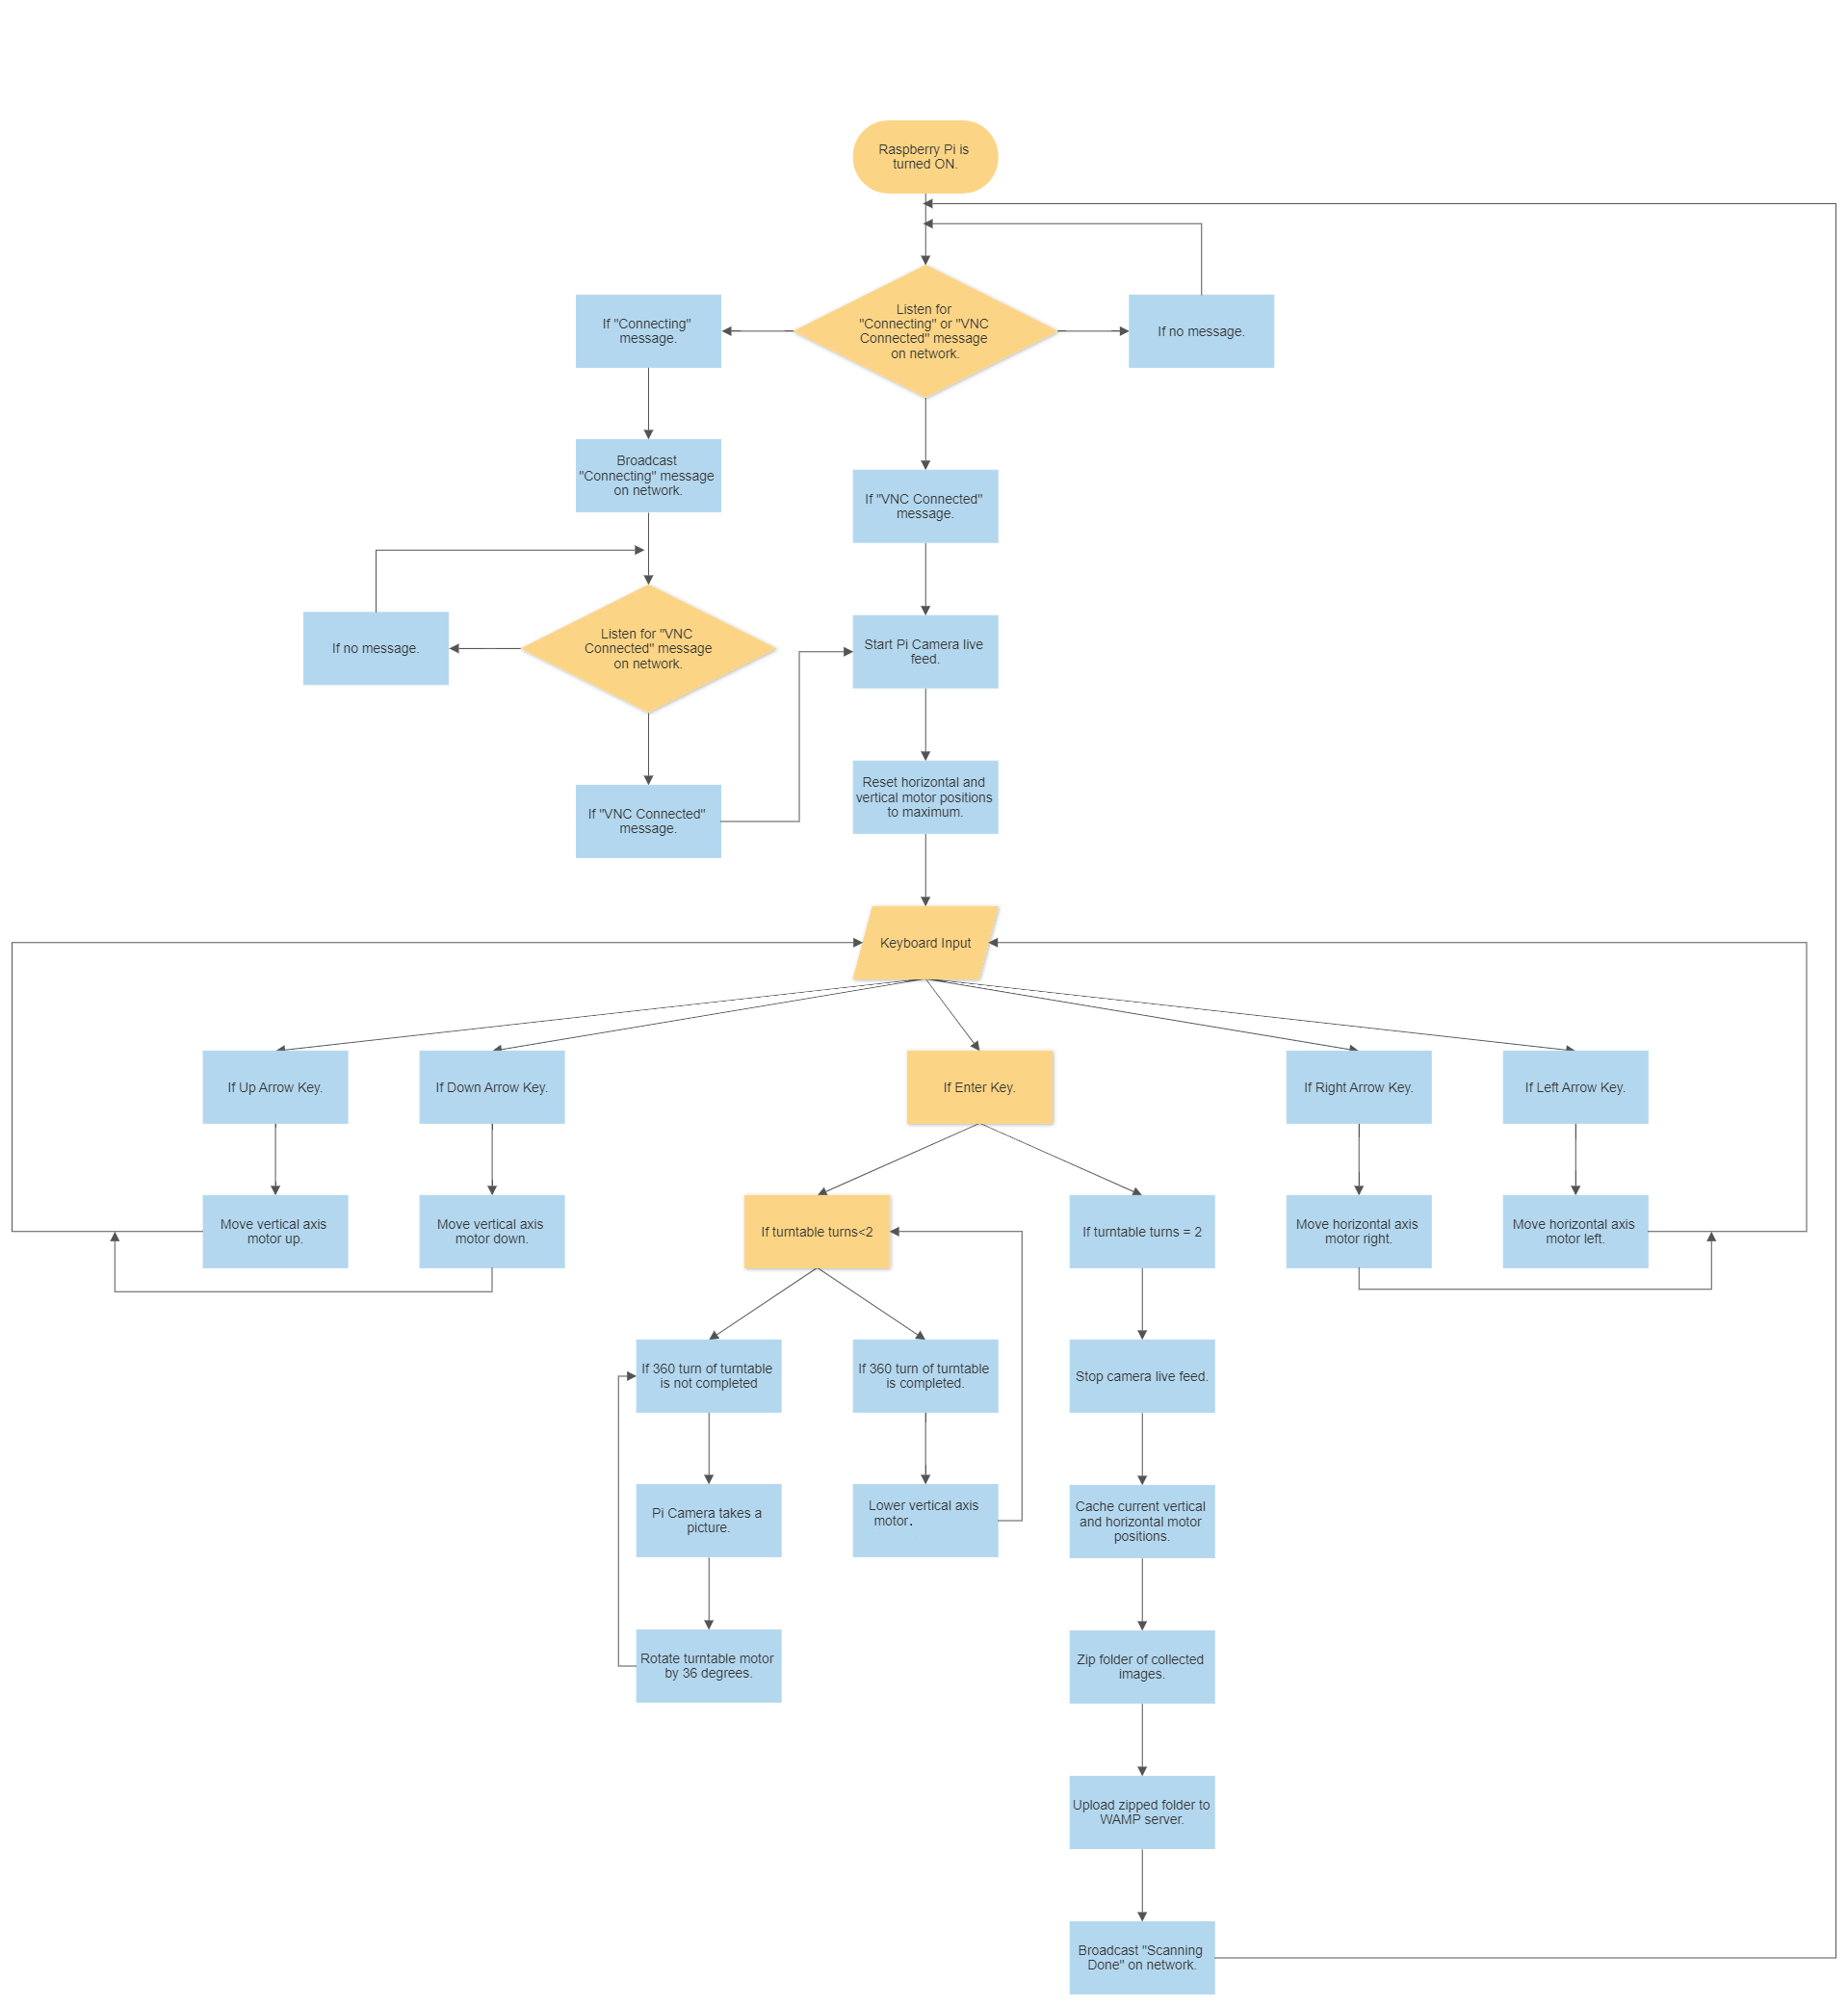 Raspberry Pi is
turned ON.
Listen for
"Connecting" or "VNC
Connected" message
on network.
If "Connecting"
message.
If no message.
Broadcast
"Connecting" message
on network.
If "VNC Connected"
message.
Listen for "VNC
Connected" message
on network.
If no message.
Start Pi Camera live
feed.
If "VNC Connected"
message.
Reset horizontal and
vertical motor positions
to maximum.
Keyboard Input
If Up Arrow Key.
If Down Arrow Key.
If Enter Key.
If Right Arrow Key.
If Left Arrow Key.
Move vertical axis
motor up.
Move vertical axis
motor down.
If turntable turns<2
If turntable turns = 2
Move horizontal axis
motor right.
Move horizontal axis
motor left.
If 360 turn of turntable
is not completed
If 360 turn of turntable
is completed.
Stop camera live feed.
Pi Camera takes a
picture.
Lower vertical axis
motor.
Cache current vertical
and horizontal motor
positions.
Rotate turntable motor
by 36 degrees.
Zip folder of collected
images.
Upload zipped folder to
WAMP server.
Broadcast "Scanning
Done" on network.